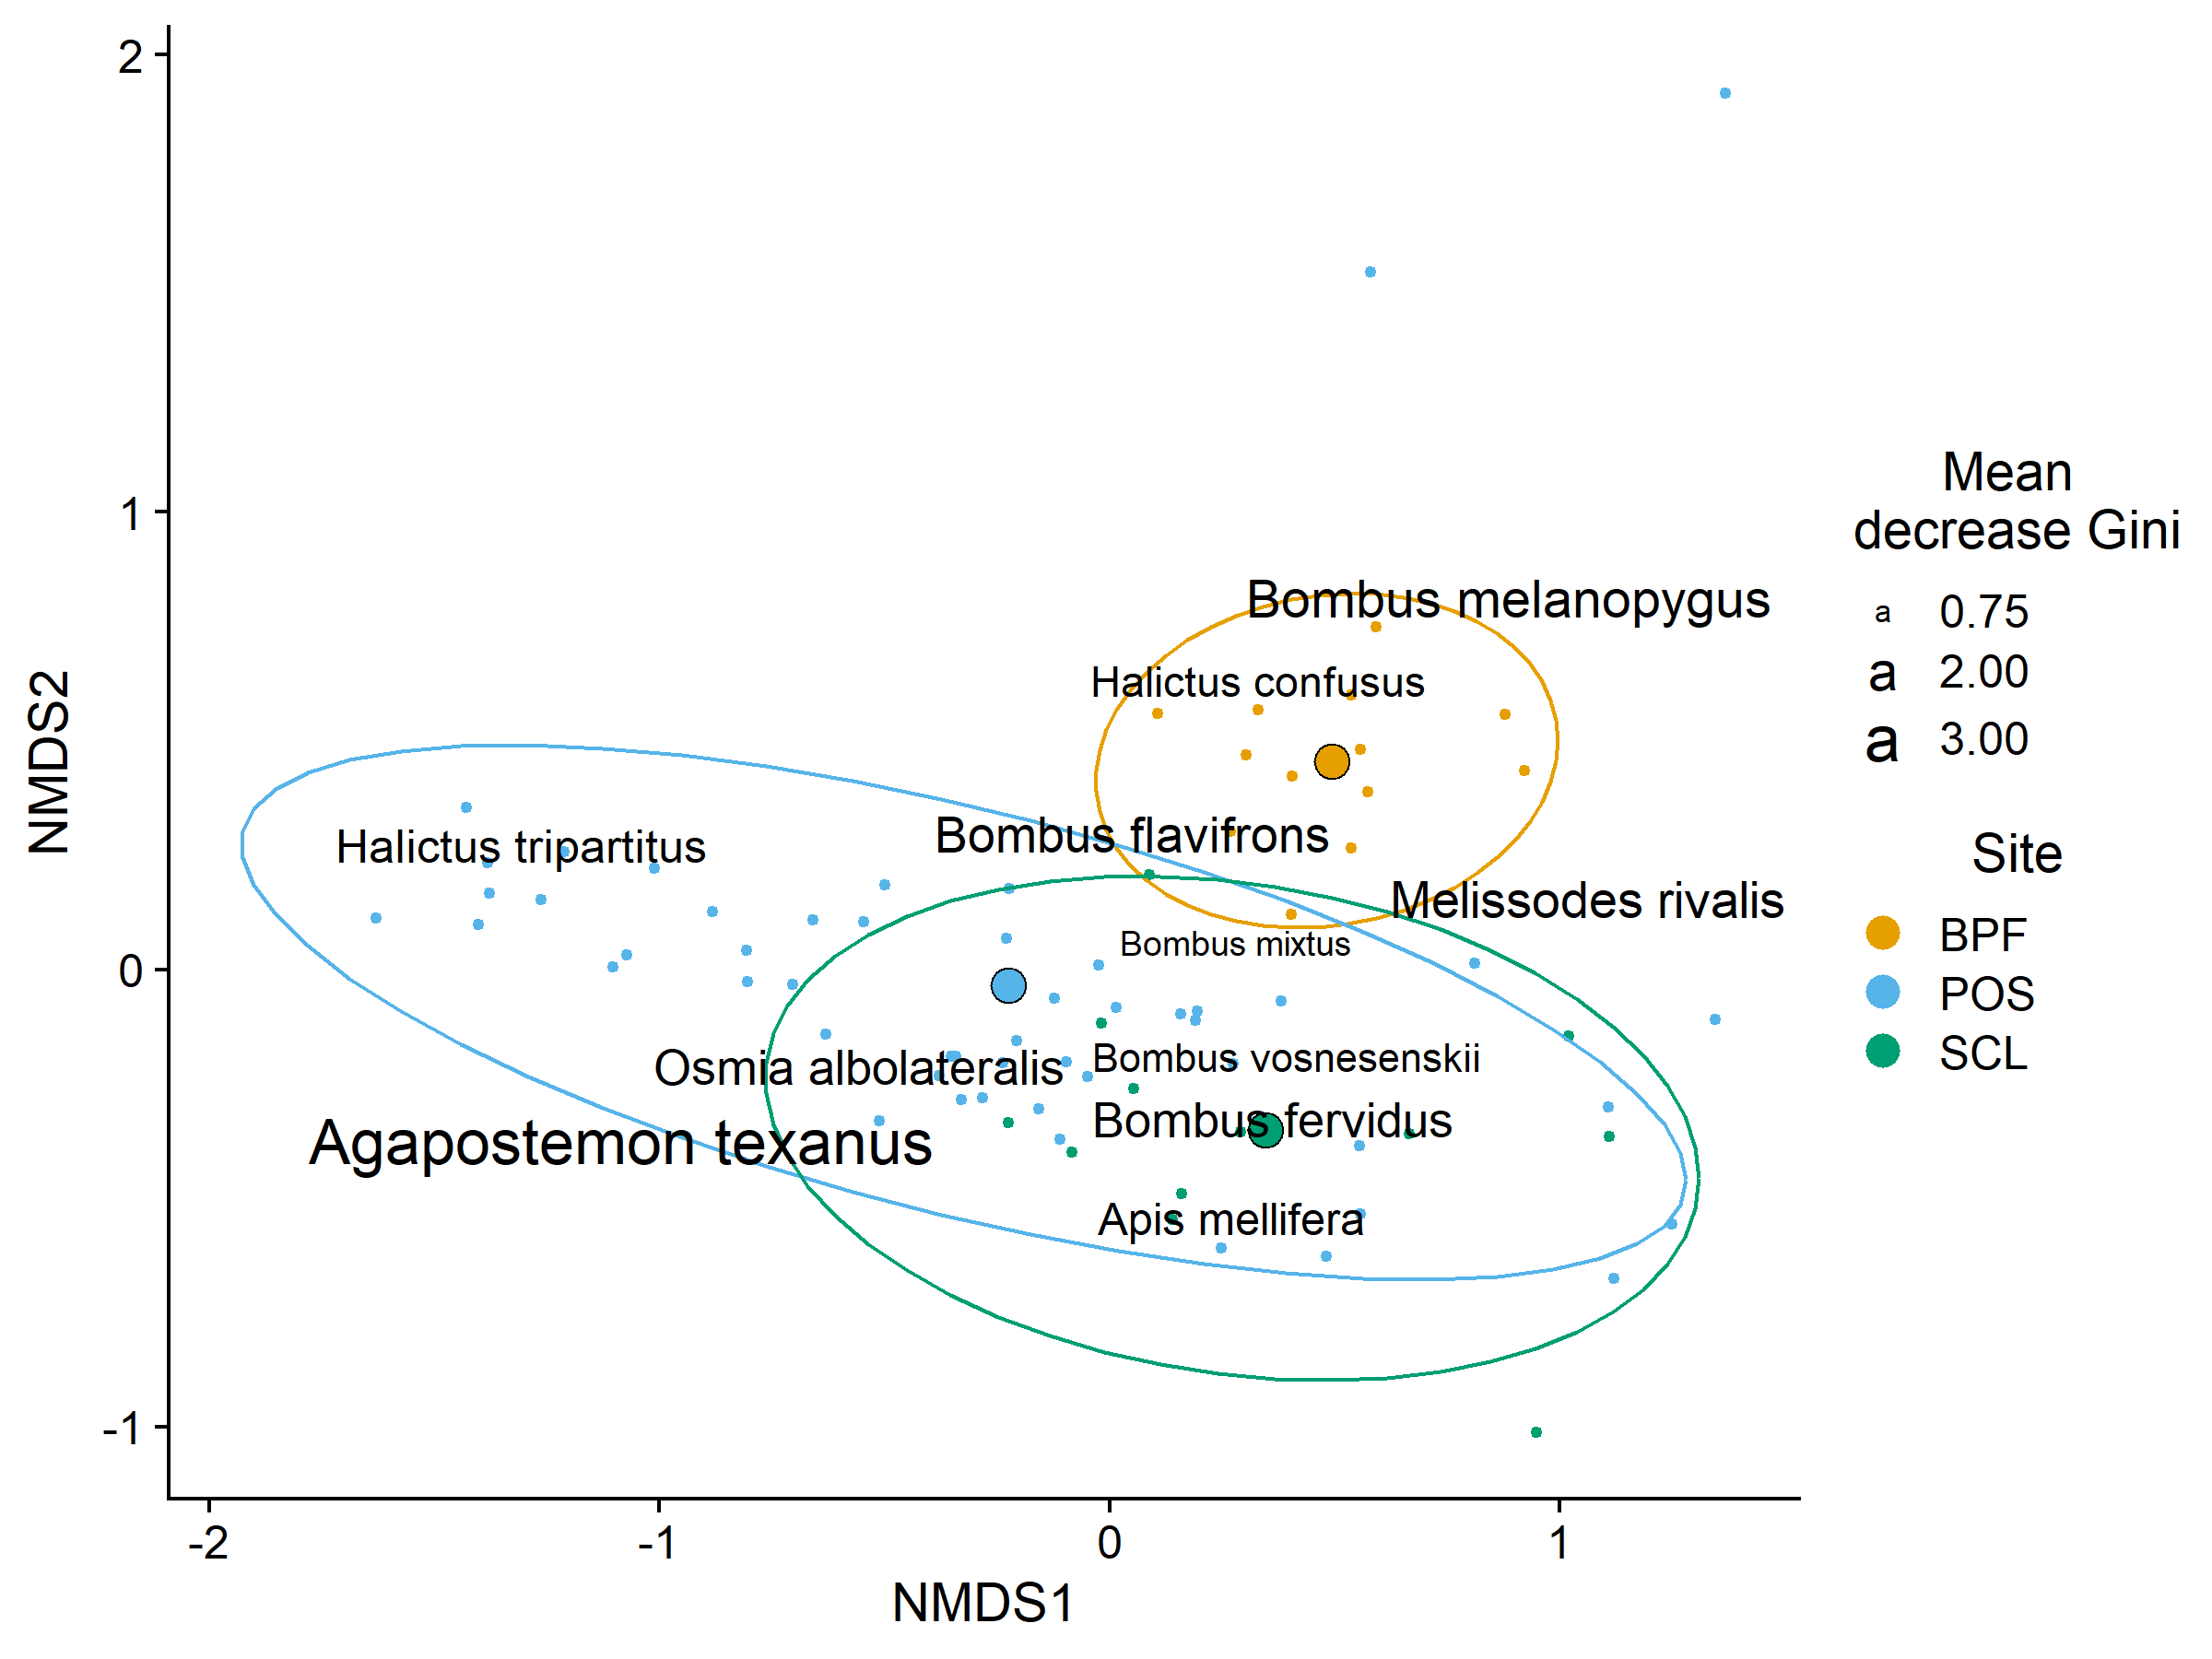 2
1
0
-1
-2
-1
0
1
NMDS2
NMDS1
Bombus melanopygus
Halictus confusus
Bombus flavifrons
Halictus tripartitus
Melissodes rivalis
Bombus mixtus
Bombus vosnesenskii
Osmia albolateralis
Bombus fervidus
Agapostemon texanus
Apis mellifera
Mean
decrease Gini
a 0.75
a 2.00
a 3.00
Site
BPF
POS
SCL